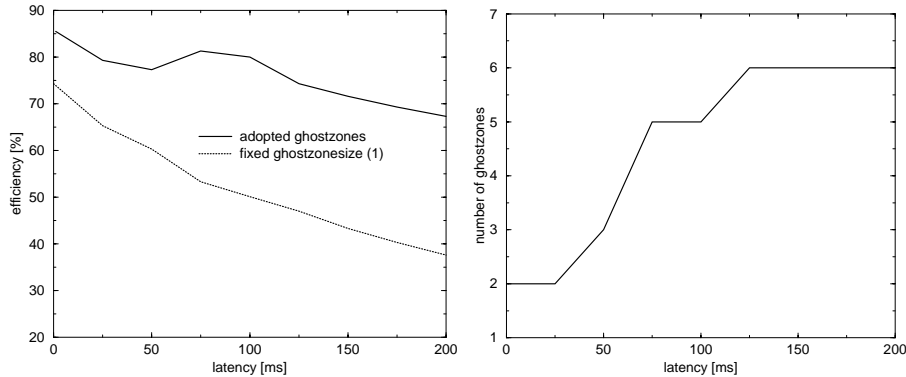 90
80
70
60
50
40
30
20
efficiency [%]
adopted ghostzones
fixed ghostzonesize (1)
0 50 100 150 200
latency [ms]
7
6
5
4
3
2
1
number of ghostzones
0 50 100 150 200
latency [ms]